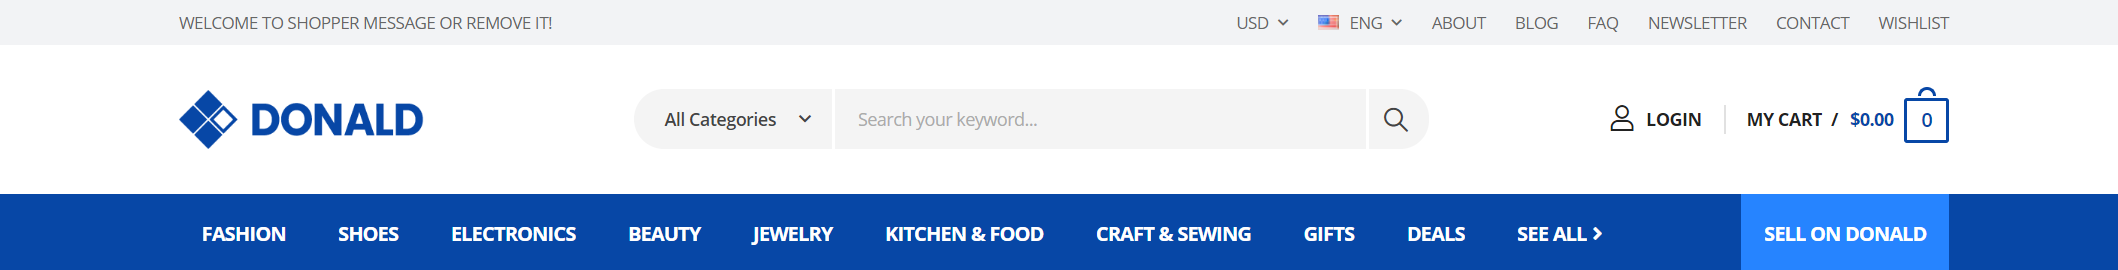 WELCOME TO SHOPPER MESSAGE OR REMOVE IT! USD ENG ABOUT BLOG FAQ NEWSLETTER CONTACT WISHLIST
DONALD All Categories Search your keyword... LOGIN MY CART / $0.00 0
FASHION SHOES ELECTRONICS BEAUTY JEWELRY KITCHEN & FOOD CRAFT & SEWING GIFTS DEALS SEE ALL SELL ON DONALD